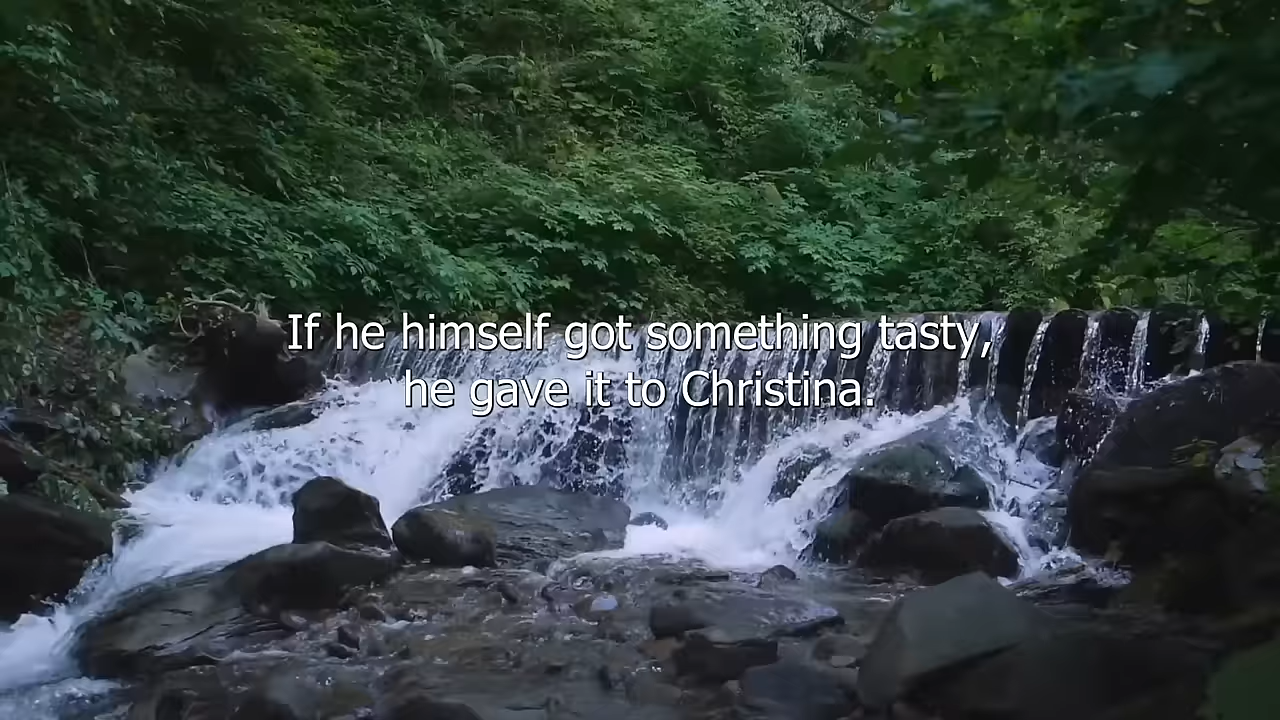 If he himself got something tasty,
he gave it to Christina.